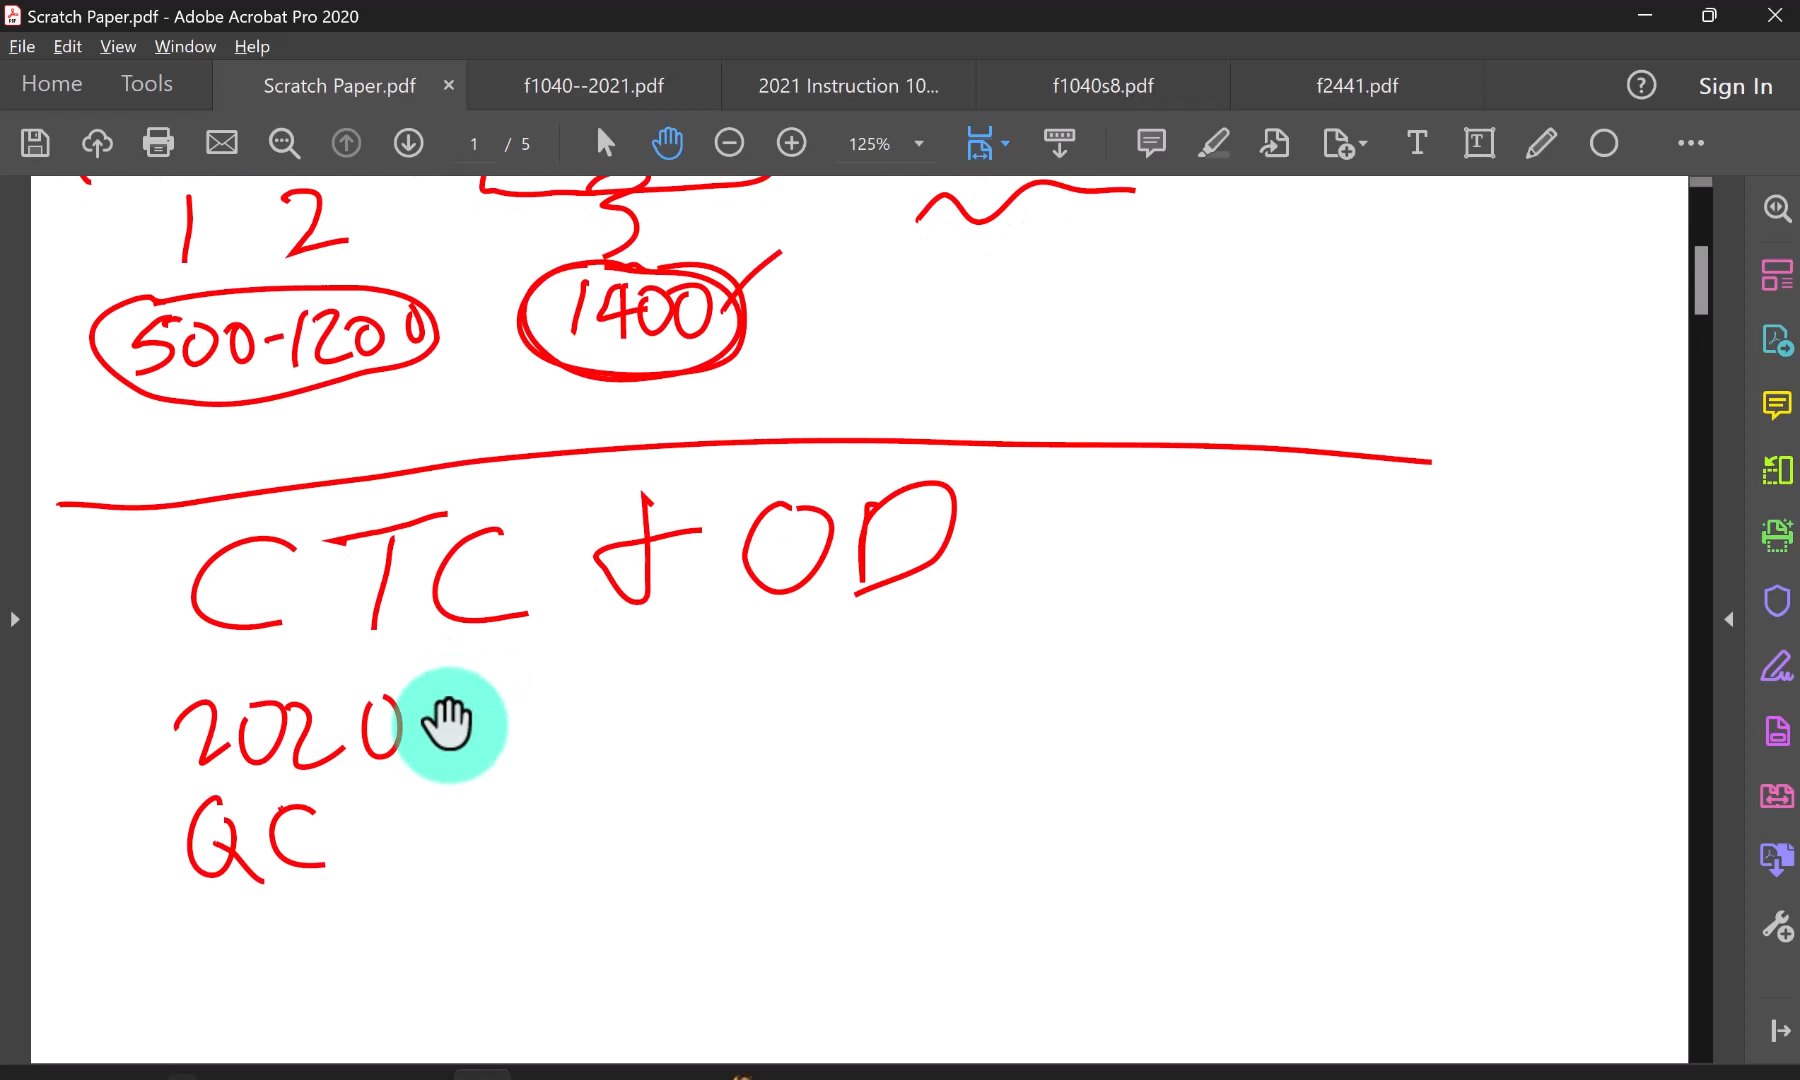 Scratch Paper.pdf - Adobe Acrobat Pro 2020
File Edit View Window Help
Home Tools Scratch Paper.pdf × f1040--2021.pdf 2021 Instruction 10... f1040s8.pdf f2441.pdf ? Sign In
1 / 5 125% T T
1 2 3
500-1200 1400
CTC + OD
2020
QC